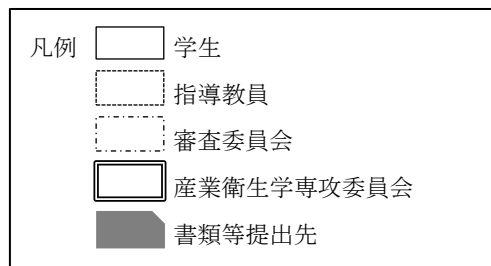 凡例 学生
指導教員
審査委員会
産業衛生学専攻委員会
書類等提出先